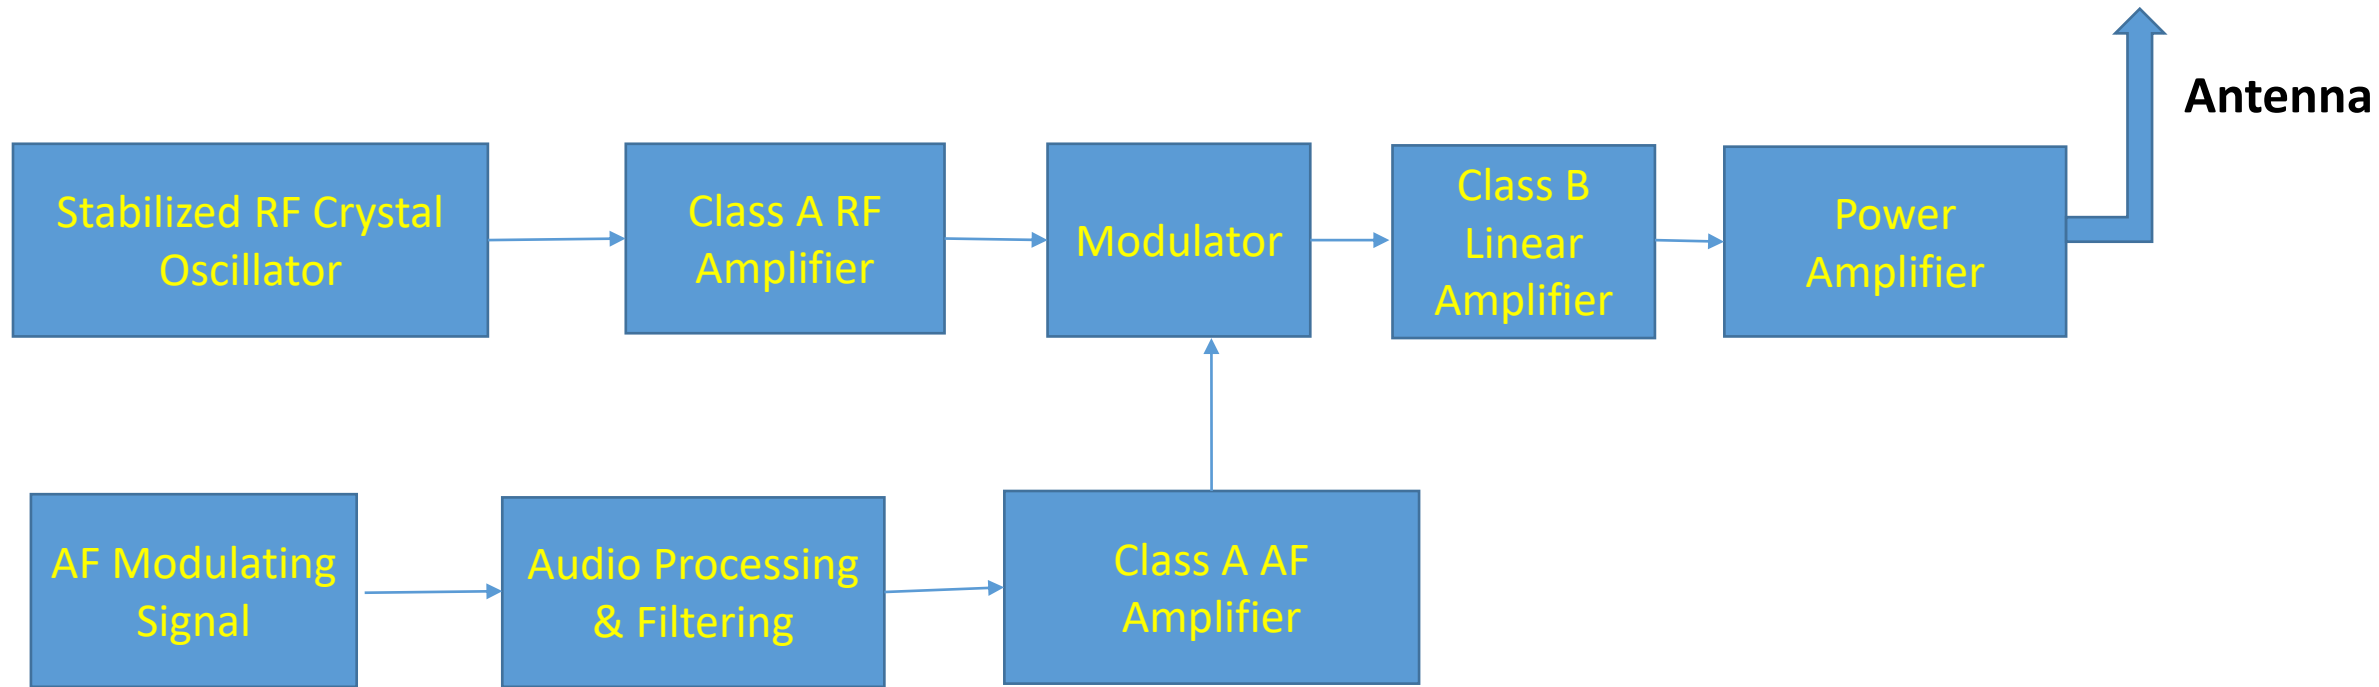 Antenna
Stabilized RF Crystal
Oscillator
Class A RF
Amplifier
Modulator
Class B
Linear
Amplifier
Power
Amplifier
AF Modulating
Signal
Audio Processing
& Filtering
Class A AF
Amplifier